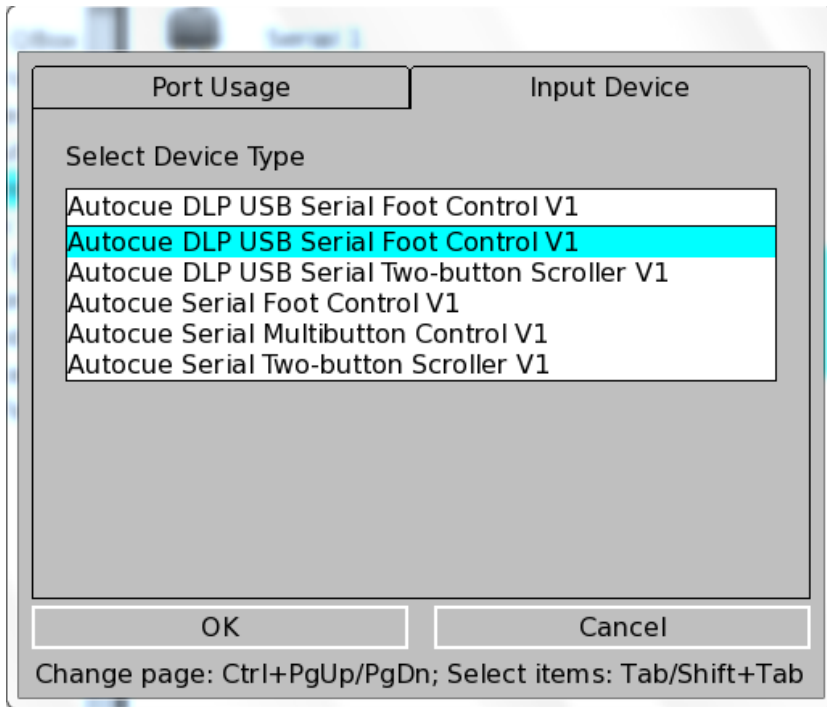 Serial 1
Port Usage
Input Device
Select Device Type
Autocue DLP USB Serial Foot Control V1
Autocue DLP USB Serial Foot Control V1
Autocue DLP USB Serial Two-button Scroller V1
Autocue Serial Foot Control V1
Autocue Serial Multibutton Control V1
Autocue Serial Two-button Scroller V1
OK
Cancel
Change page: Ctrl+PgUp/PgDn; Select items: Tab/Shift+Tab